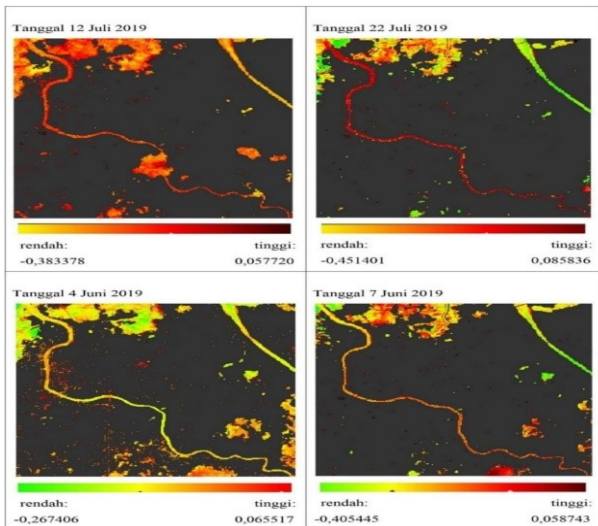 Tanggal 12 Juli 2019
rendah: tinggi:
-0,383378 0,057720
Tanggal 22 Juli 2019
rendah: tinggi:
-0,451401 0,085836
Tanggal 4 Juni 2019
rendah: tinggi:
-0,267406 0,065517
Tanggal 7 Juni 2019
rendah: tinggi:
-0,405445 0,058743